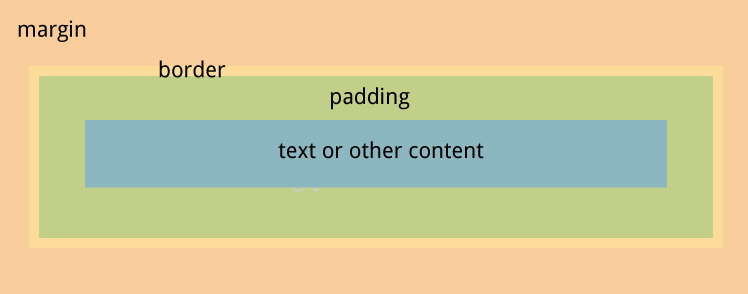 margin
border
padding
text or other content